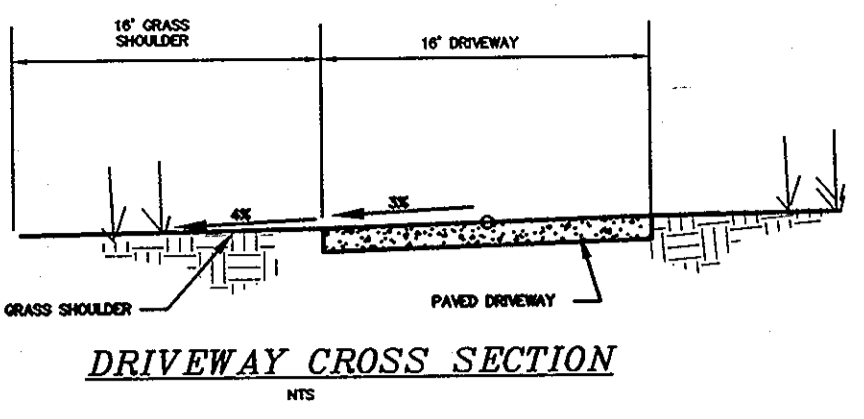 16' GRASS
SHOULDER
16' DRIVEWAY
4%
3%
GRASS SHOULDER
PAVED DRIVEWAY
DRIVEWAY CROSS SECTION
NTS